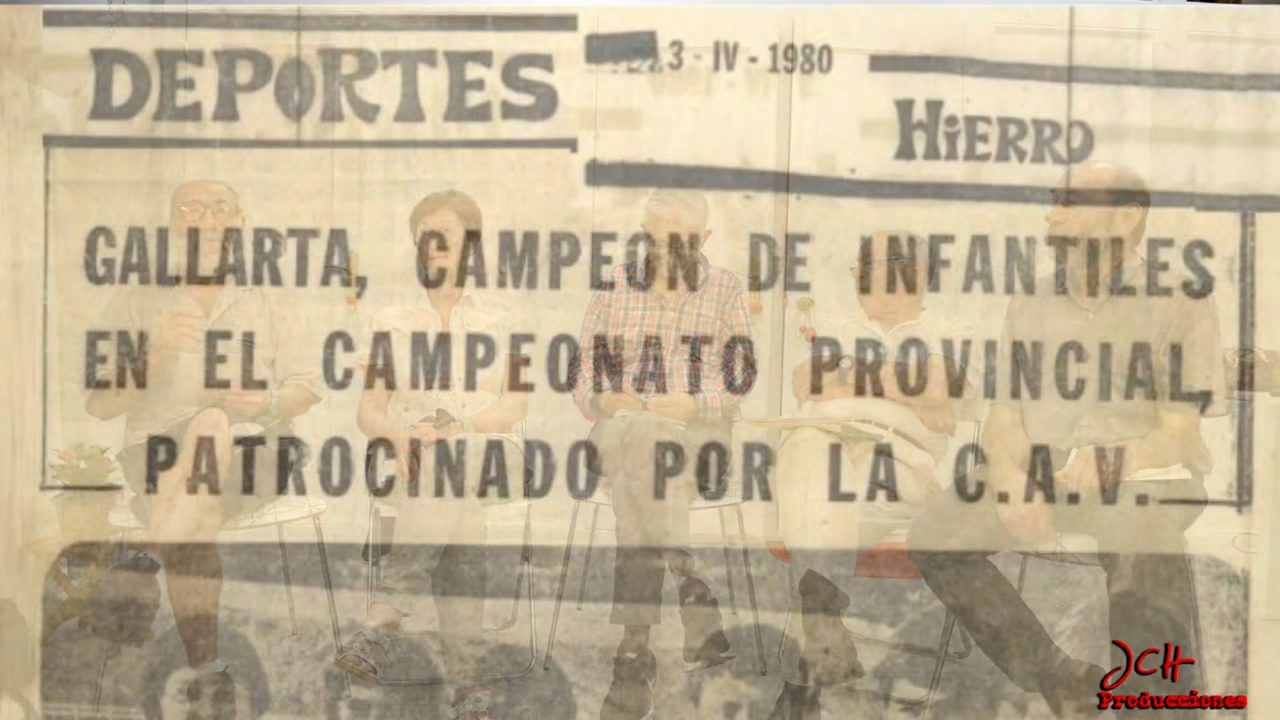 DEPORTES
3 - IV - 1980
HiERRO
GALLARTA, CAMPEON DE INFANTILES
EN EL CAMPEONATO PROVINCIAL,
PATROCINADO POR LA C.A.V.
JCH
Producciones